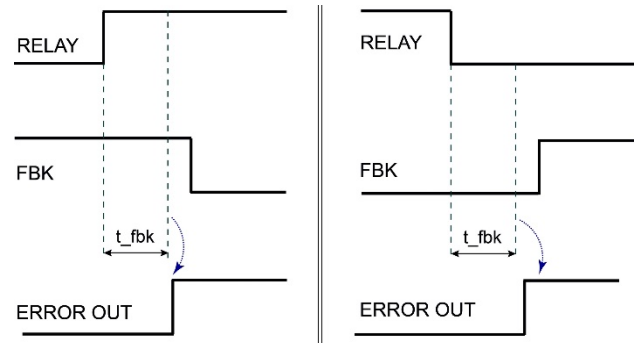 RELAY
FBK
t_fbk
ERROR OUT
RELAY
FBK
t_fbk
ERROR OUT